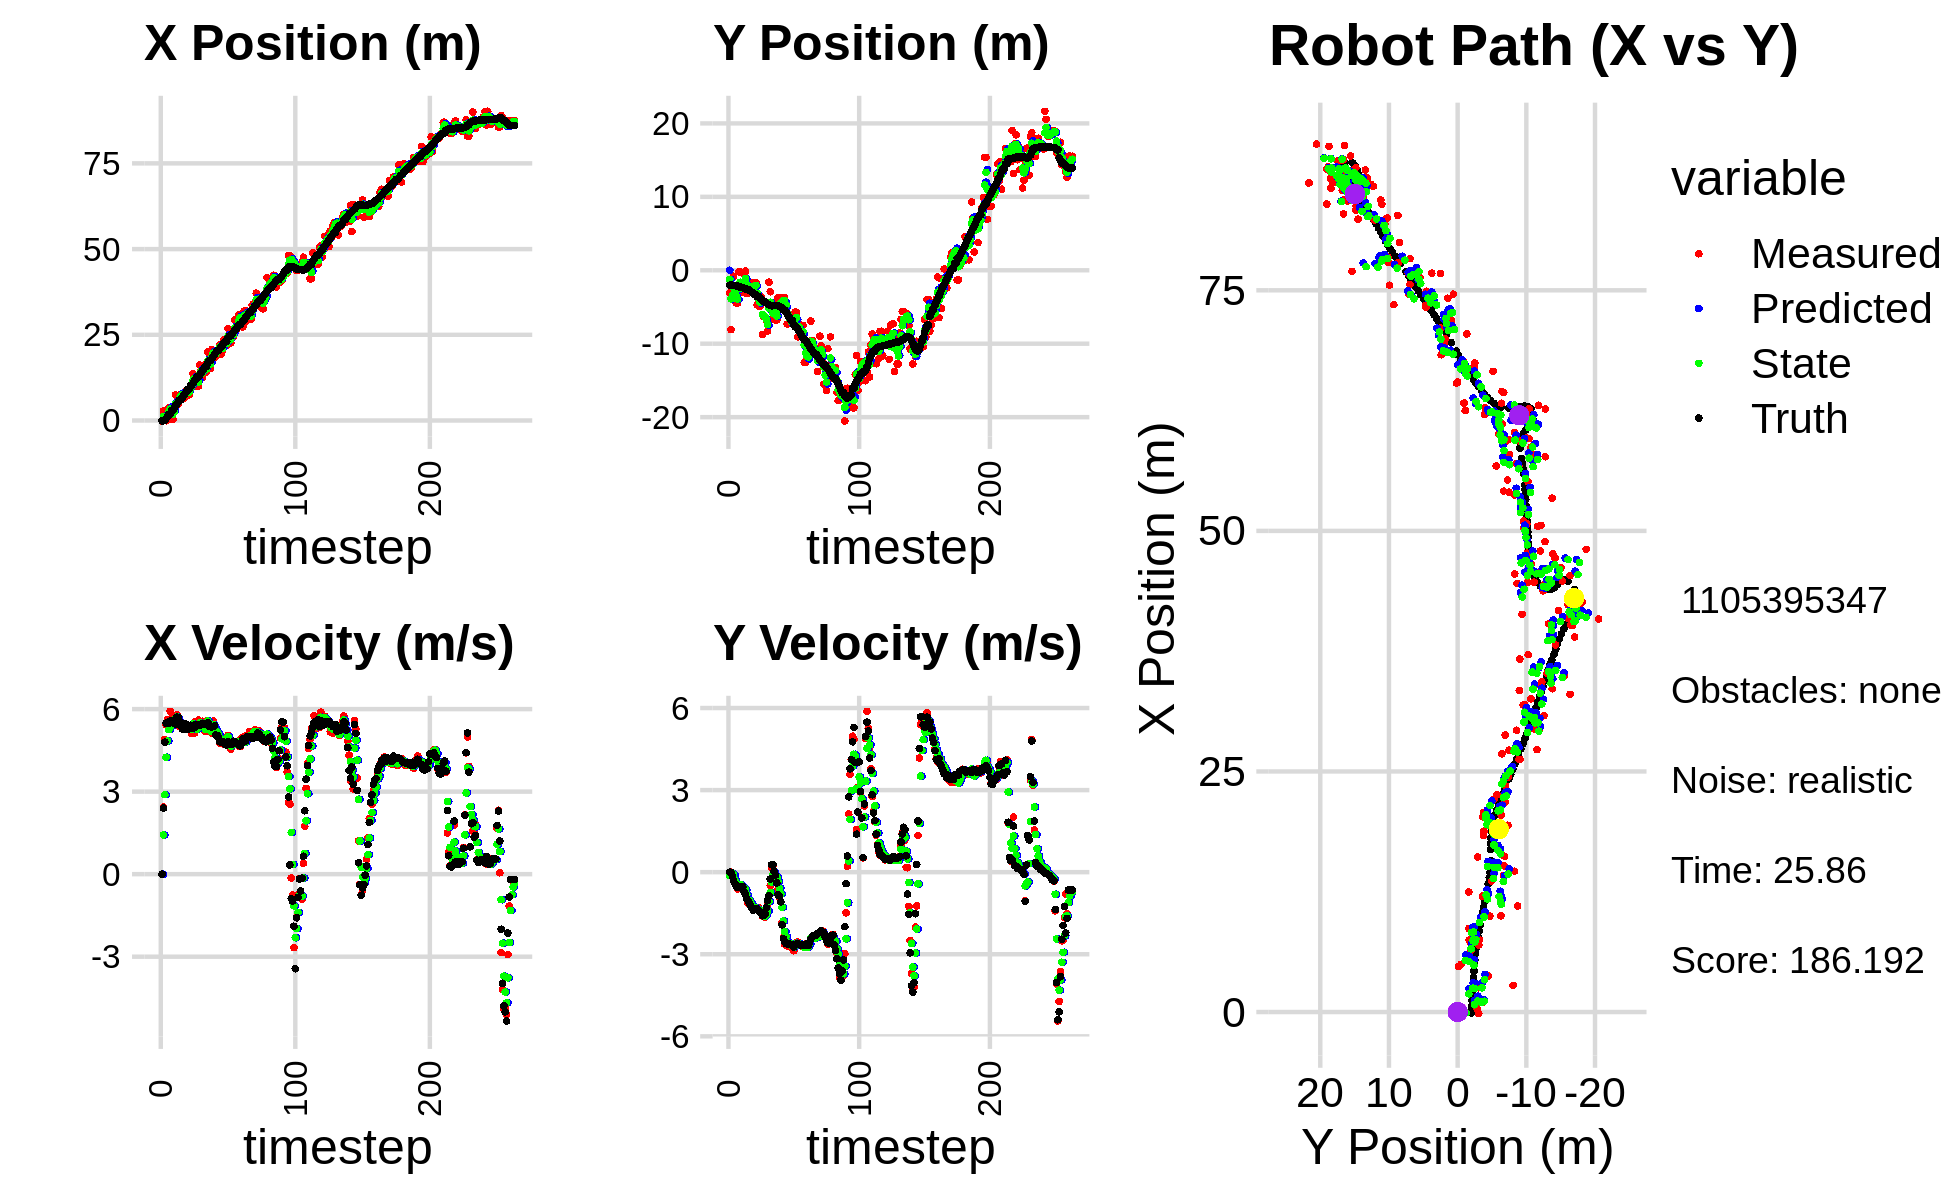 X Position (m)
75
50
25
0
0
100
200
timestep
Y Position (m)
20
10
0
-10
-20
0
100
200
timestep
X Velocity (m/s)
6
3
0
-3
0
100
200
timestep
Y Velocity (m/s)
6
3
0
-3
-6
0
100
200
timestep
Robot Path (X vs Y)
X Position (m)
75
50
25
0
20 10 0 -10 -20
Y Position (m)
variable
Measured
Predicted
State
Truth
1105395347
Obstacles: none
Noise: realistic
Time: 25.86
Score: 186.192